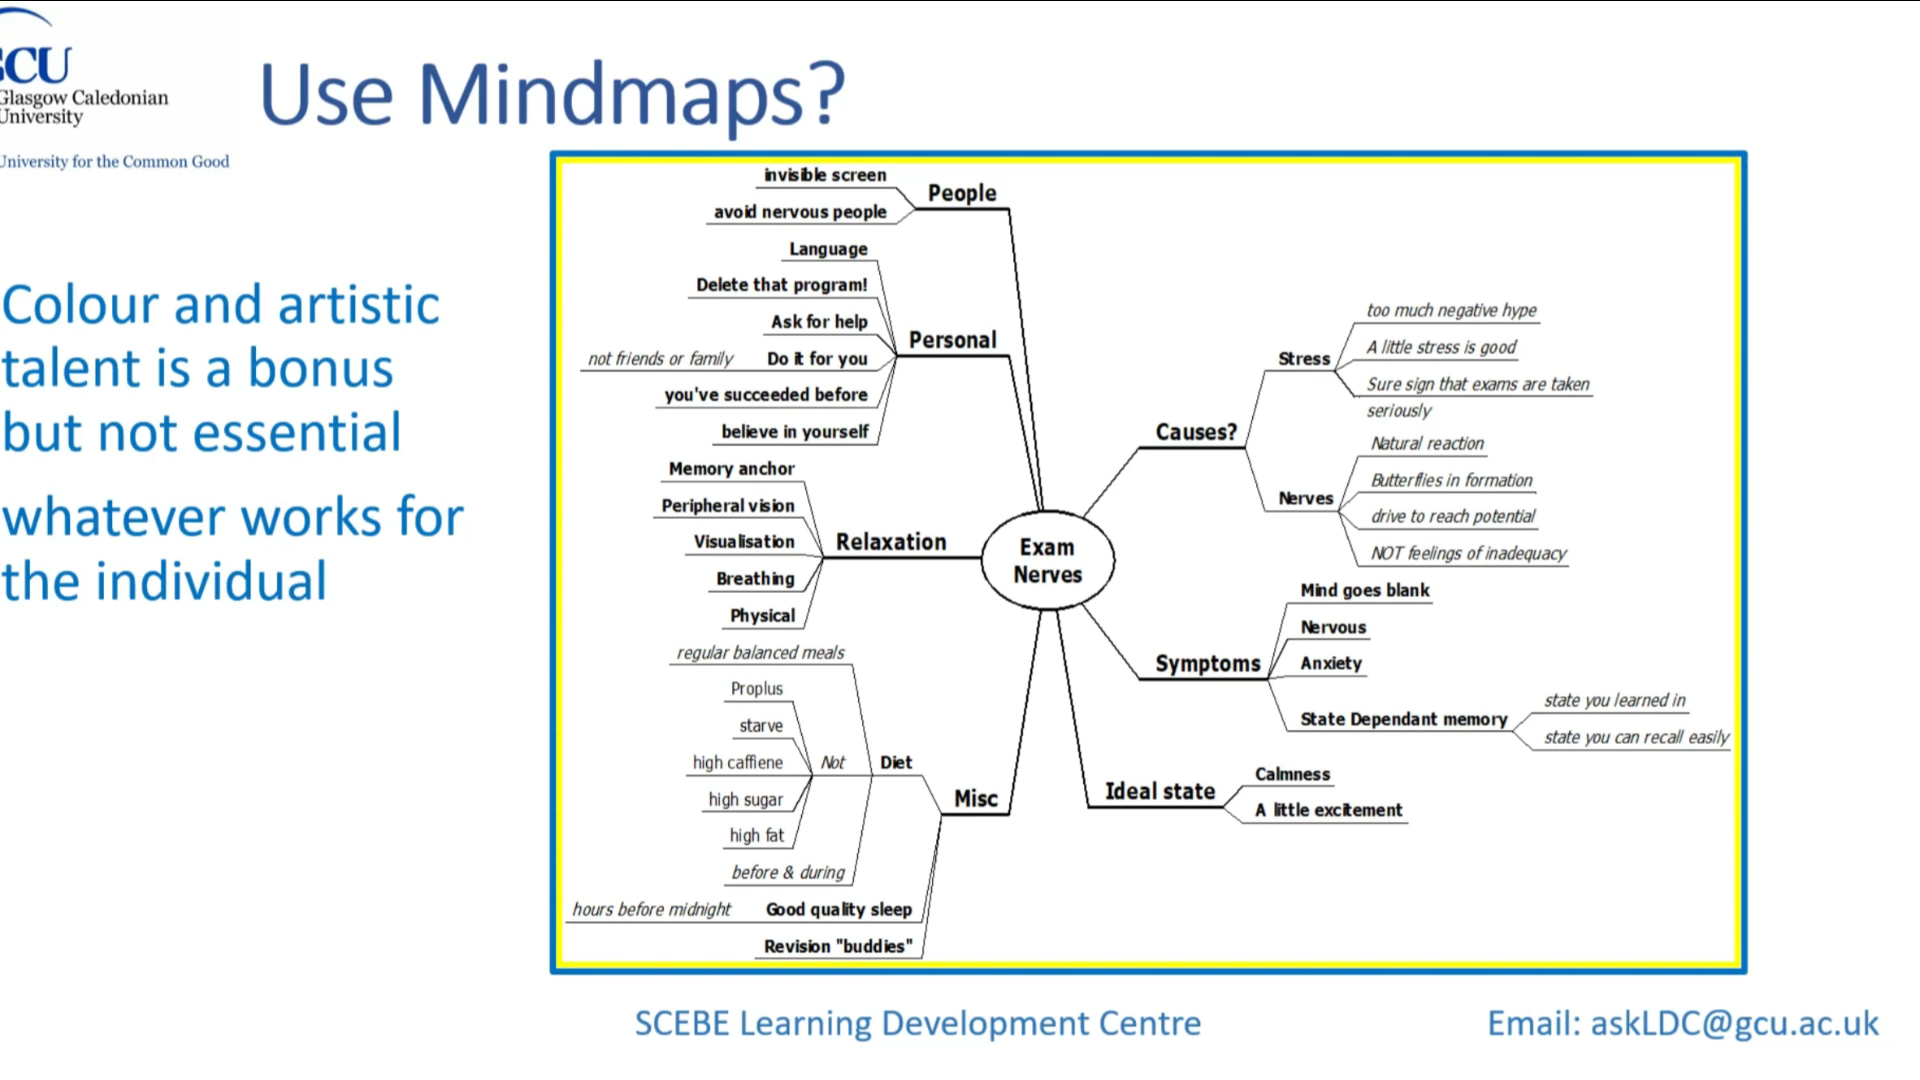 GCU
Glasgow Caledonian
University
University for the Common Good
Use Mindmaps?
Colour and artistic
talent is a bonus
but not essential
whatever works for
the individual
invisible screen
avoid nervous people
People
Language
Delete that program!
Ask for help
not friends or family Do it for you
you've succeeded before
believe in yourself
Personal
Memory anchor
Peripheral vision
Visualisation
Breathing
Physical
Relaxation
regular balanced meals
Proplus
starve
high caffiene
high sugar
high fat
Not
before & during
Diet
hours before midnight Good quality sleep
Revision "buddies"
Misc
Exam
Nerves
Causes?
Stress
too much negative hype
A little stress is good
Sure sign that exams are taken
seriously
Nerves
Natural reaction
Butterflies in formation
drive to reach potential
NOT feelings of inadequacy
Symptoms
Mind goes blank
Nervous
Anxiety
State Dependant memory
state you learned in
state you can recall easily
Ideal state
Calmness
A little excitement
SCEBE Learning Development Centre
Email: askLDC@gcu.ac.uk